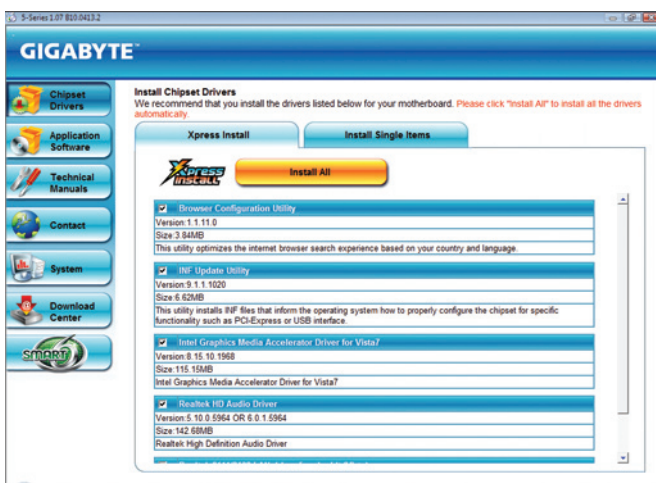 5-Series 1.07 B10.0413.2
GIGABYTE™
Chipset
Drivers
Application
Software
Technical
Manuals
Contact
System
Download
Center
SMART
Install Chipset Drivers
We recommend that you install the drivers listed below for your motherboard. Please click "Install All" to install all the drivers
automatically.
Xpress Install
Install Single Items
Xpress
INSTALL
Install All
Browser Configuration Utility
Version:1.1.11.0
Size:3.84MB
This utility optimizes the internet browser search experience based on your country and language.
INF Update Utility
Version:9.1.1.1020
Size:6.62MB
This utility installs INF files that inform the operating system how to properly configure the chipset for specific
functionality such as PCI-Express or USB interface.
Intel Graphics Media Accelerator Driver for Vista7
Version:8.15.10.1968
Size:115.15MB
Intel Graphics Media Accelerator Driver for Vista7
Realtek HD Audio Driver
Version:5.10.0.5964 OR 6.0.1.5964
Size:142.68MB
Realtek High Definition Audio Driver